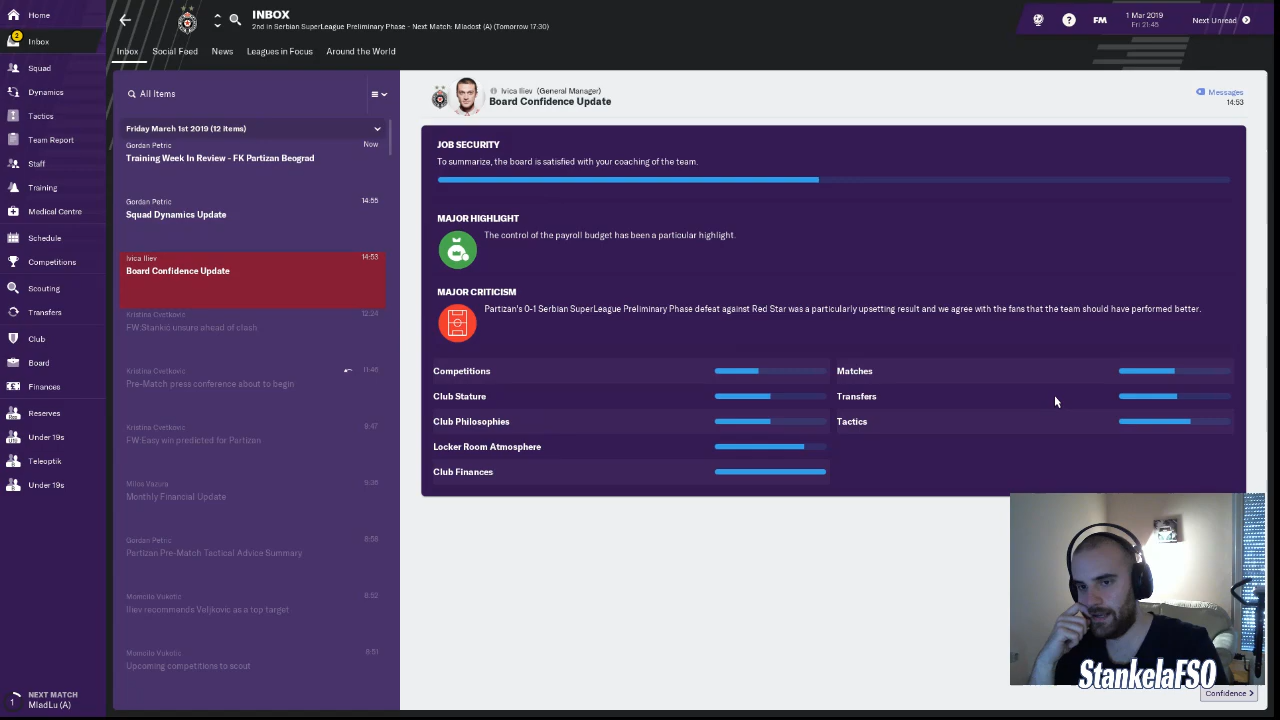 INBOX
2nd in Serbian SuperLeague Preliminary Phase - Next Match: Mladost (A) (Tomorrow 17:30)
FM
1 Mar 2019
Fri 21:45
Next Unread
Home
2
Inbox
Squad
Dynamics
Tactics
Team Report
Staff
Training
Medical Centre
Schedule
Competitions
Scouting
Transfers
Club
Board
Finances
Reserves
Under 19s
Teleoptik
Under 19s
1
NEXT MATCH
MladLu (A)
Inbox Social Feed News Leagues in Focus Around the World
All Items
Friday March 1st 2019 (12 items)
Gordan Petric Now
Training Week In Review - FK Partizan Beograd
Gordan Petric 14:55
Squad Dynamics Update
Ivica Iliev 14:53
Board Confidence Update
Kristina Cvetkovic 12:24
FW:Stankic unsure ahead of clash
Kristina Cvetkovic 11:46
Pre-Match press conference about to begin
Kristina Cvetkovic 9:47
FW:Easy win predicted for Partizan
Milos Vazura 9:36
Monthly Financial Update
Gordan Petric 8:58
Partizan Pre-Match Tactical Advice Summary
Momcilo Vukotic 8:52
Iliev recommends Veljkovic as a top target
Momcilo Vukotic 8:51
Upcoming competitions to scout
Ivica Iliev (General Manager)
Board Confidence Update
Messages
14:53
JOB SECURITY
To summarize, the board is satisfied with your coaching of the team.
MAJOR HIGHLIGHT
The control of the payroll budget has been a particular highlight.
MAJOR CRITICISM
Partizan's 0-1 Serbian SuperLeague Preliminary Phase defeat against Red Star was a particularly upsetting result and we agree with the fans that the team should have performed better.
Competitions
Club Stature
Club Philosophies
Locker Room Atmosphere
Club Finances
Matches
Transfers
Tactics
StankelaFSO
Confidence